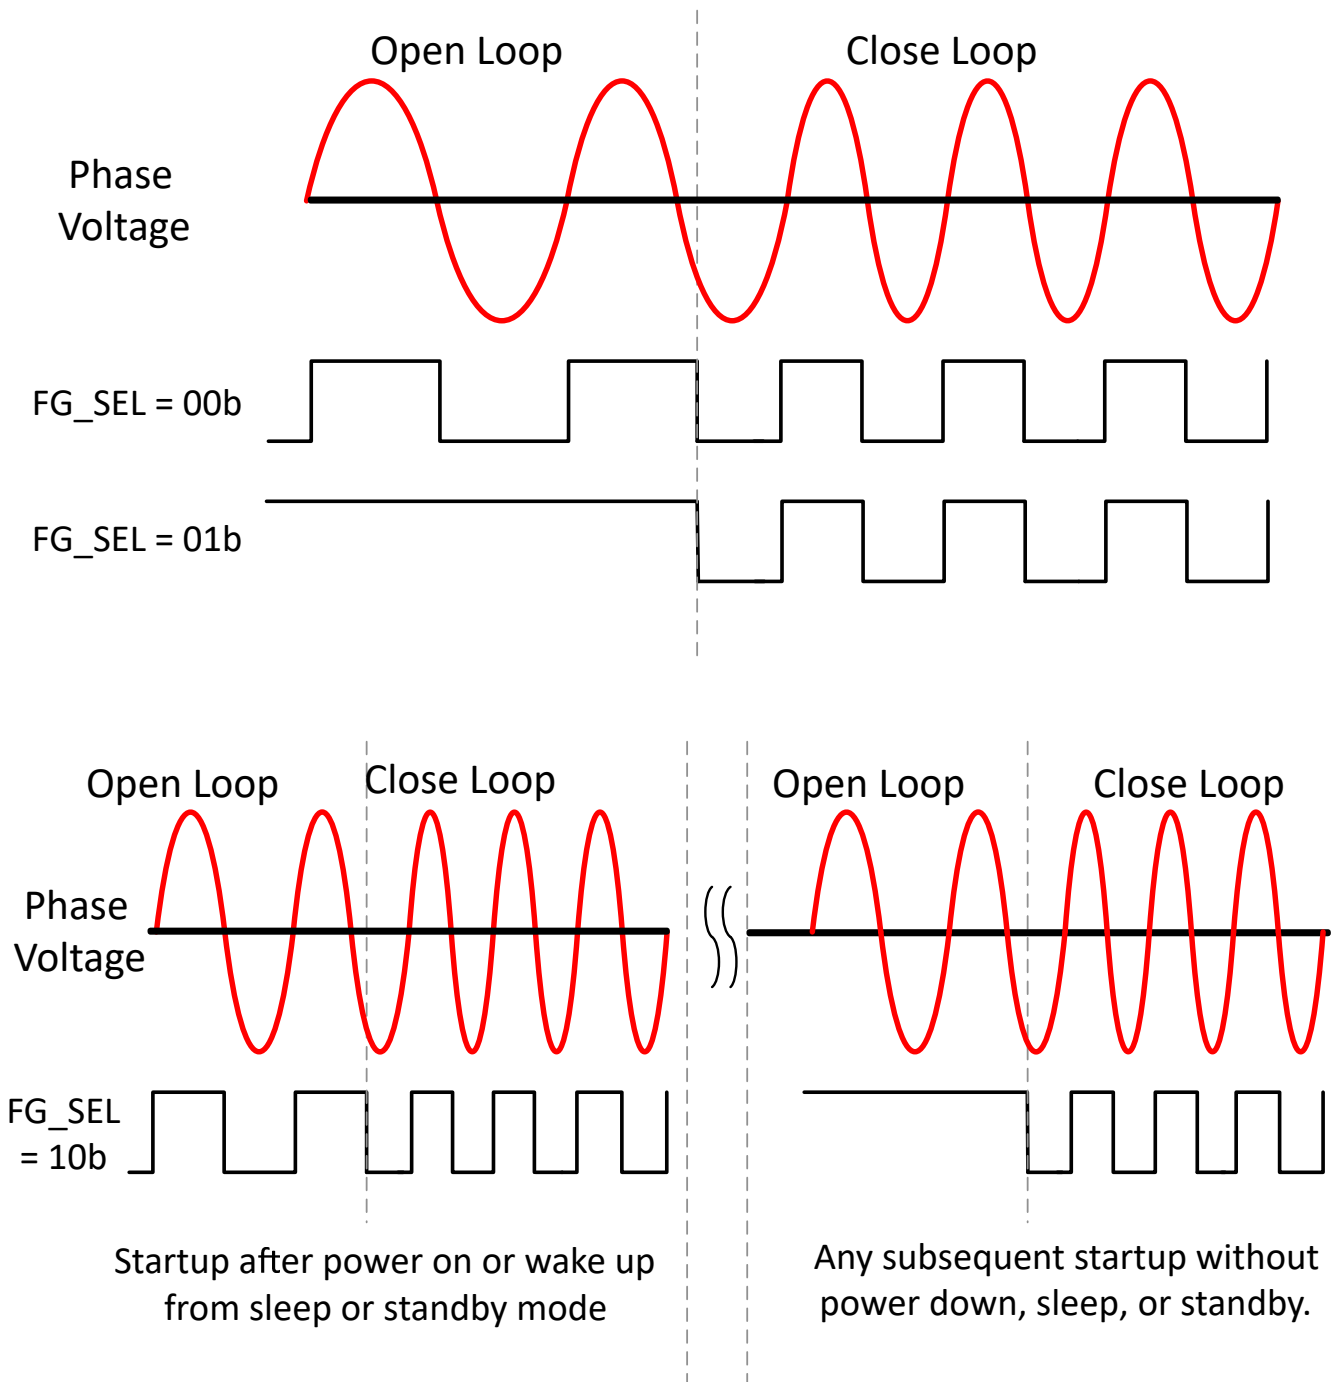 Open Loop
Close Loop
Phase
Voltage
FG_SEL = 00b
FG_SEL = 01b
Open Loop
Close Loop
Open Loop
Close Loop
Phase
Voltage
FG_SEL
= 10b
Startup after power on or wake up
from sleep or standby mode
Any subsequent startup without
power down, sleep, or standby.